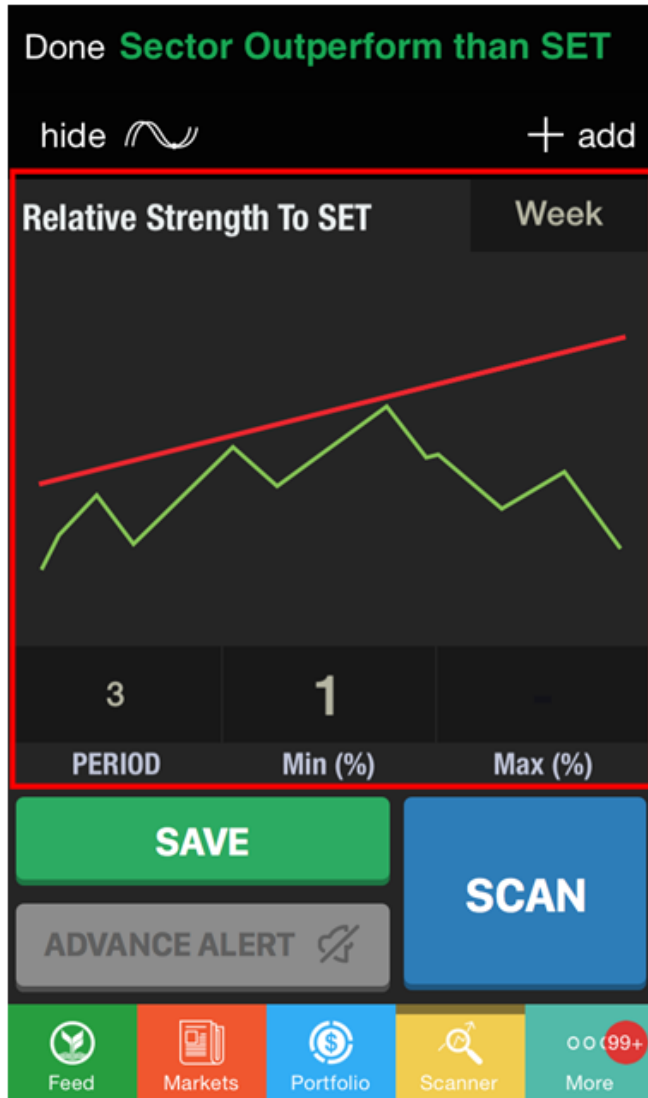 Done Sector Outperform than SET
hide + add
Relative Strength To SET Week
3 1 -
PERIOD Min (%) Max (%)
SAVE
SCAN
ADVANCE ALERT
99+
Feed Markets Portfolio Scanner More